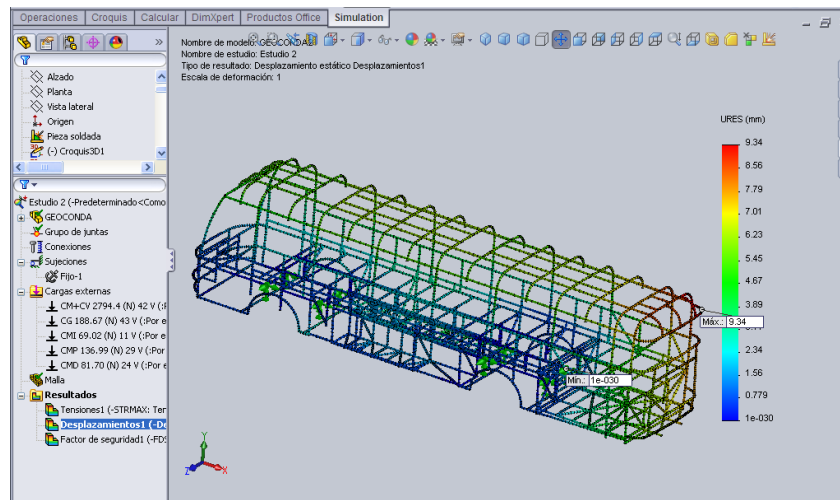 Operaciones Croquis Calcular DimXpert Productos Office Simulation
Nombre de modelo: GEOCONDA
Nombre de estudio: Estudio 2
Tipo de resultado: Desplazamiento estático Desplazamientos1
Escala de deformación: 1
Alzado
Planta
Vista lateral
Origen
Pieza soldada
(-) Croquis3D1
Estudio 2 (-Predeterminado<Como
GEOCONDA
Grupo de juntas
Conexiones
Sujeciones
Fijo-1
Cargas externas
CM+CV 2794.4 (N) 42 V (:P
CG 188.67 (N) 43 V (:Por e
CMI 69.02 (N) 11 V (:Por e
CMP 136.99 (N) 29 V (:Por
CMD 81.70 (N) 24 V (:Por e
Malla
Resultados
Tensiones1 (-STRMAX: Ter
Desplazamientos1 (-De
Factor de seguridad1 (-FDS
URES (mm)
9.34
8.56
7.79
7.01
6.23
5.45
4.67
3.89
2.34
1.56
0.779
1e-030
Máx.: 9.34
Mín.: 1e-030
Y
X
Z